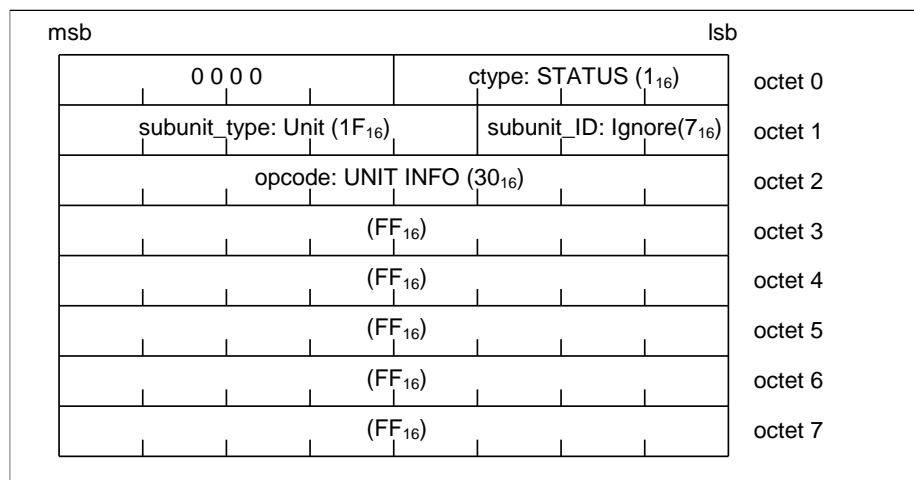 msb lsb
0 0 0 0 ctype: STATUS (1₁₆) octet 0
subunit_type: Unit (1F₁₆) subunit_ID: Ignore(7₁₆) octet 1
opcode: UNIT INFO (30₁₆) octet 2
(FF₁₆) octet 3
(FF₁₆) octet 4
(FF₁₆) octet 5
(FF₁₆) octet 6
(FF₁₆) octet 7